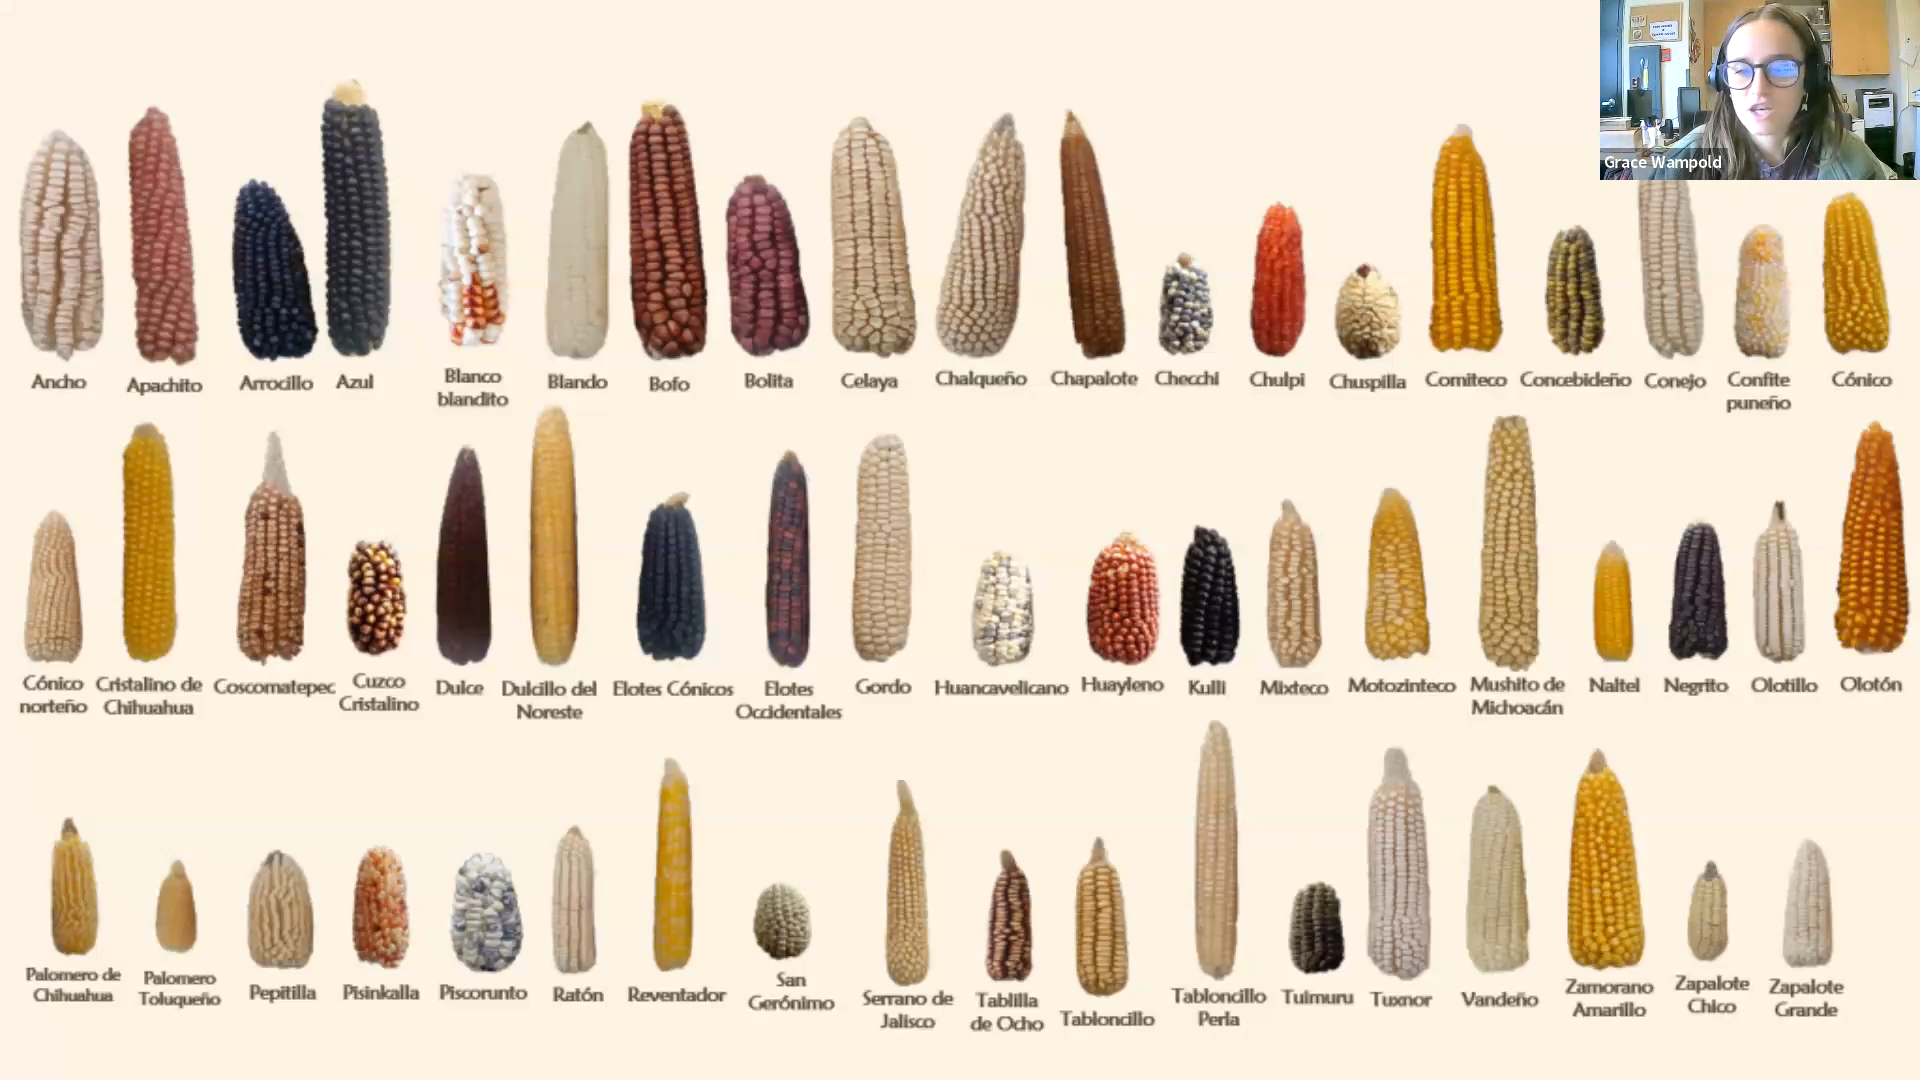 Grace Wampold
Ancho
Apachito
Arrocillo
Azul
Blanco
blandito
Blando
Bofo
Bolita
Celaya
Chalqueño
Chapalote
Checchi
Chulpi
Chuspilla
Comiteco
Concebideño
Conejo
Confite
puneño
Cónico
Cónico
norteño
Cristalino de
Chihuahua
Coscomatepec
Cuzco
Cristalino
Dulce
Dulcillo del
Noreste
Elotes Cónicos
Elotes
Occidentales
Gordo
Huancavelicano
Huayleno
Kulli
Mixteco
Motozinteco
Mushito de
Michoacán
Naltel
Negrito
Olotillo
Olotón
Palomero de
Chihuahua
Palomero
Toluqueño
Pepitilla
Pisinkalla
Piscorunto
Ratón
Reventador
San
Gerónimo
Serrano de
Jalisco
Tablilla
de Ocho
Tabloncillo
Tabloncillo
Perla
Tuimuru
Tuxnor
Vandeño
Zamorano
Amarillo
Zapalote
Chico
Zapalote
Grande